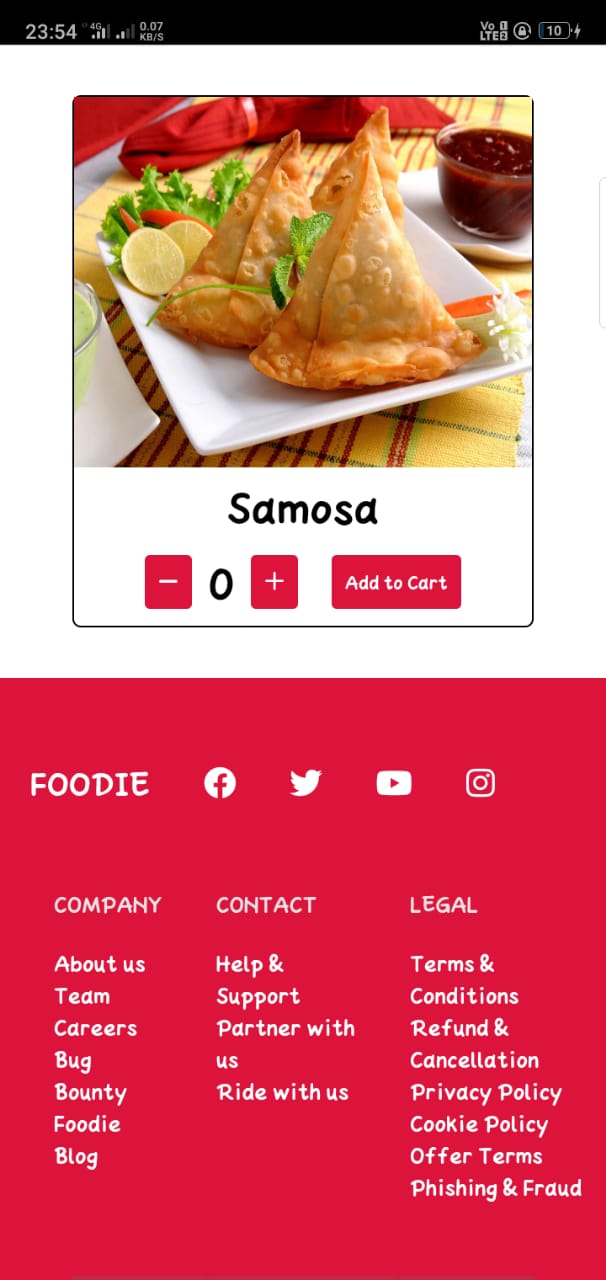 23:54 4G 0.07 KB/S Vo 1 LTE 2 10
Samosa
− 0 + Add to Cart
FOODIE
COMPANY
About us
Team
Careers
Bug
Bounty
Foodie
Blog
CONTACT
Help &
Support
Partner with
us
Ride with us
LEGAL
Terms &
Conditions
Refund &
Cancellation
Privacy Policy
Cookie Policy
Offer Terms
Phishing & Fraud